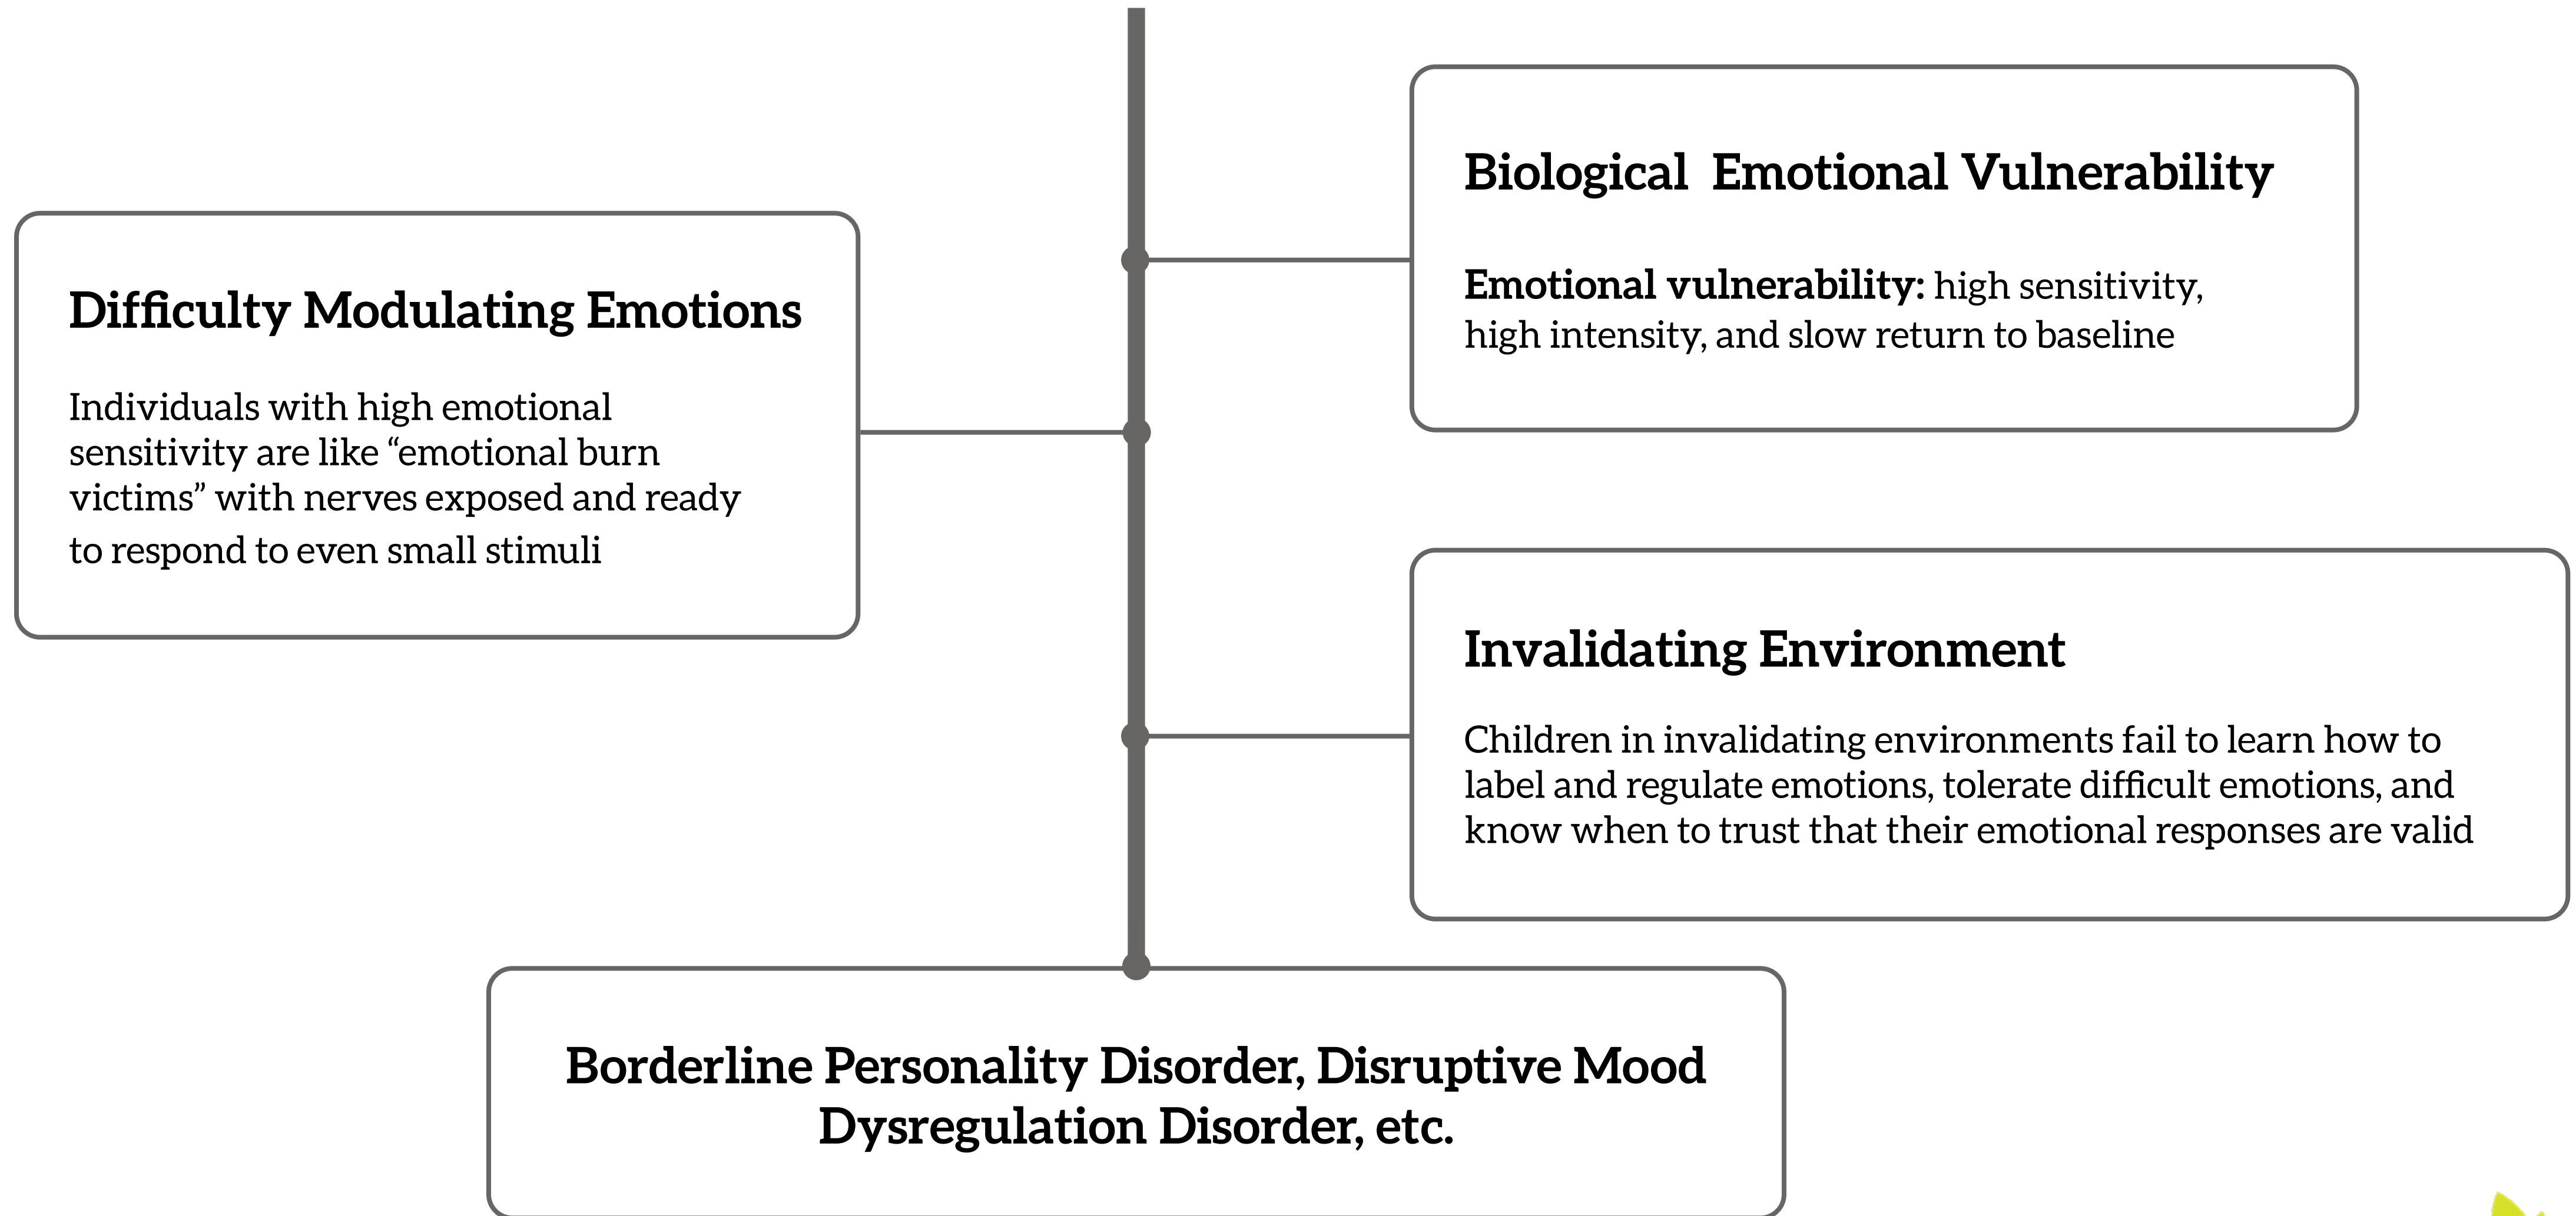 Biological  Emotional Vulnerability
Emotional vulnerability: high sensitivity,
high intensity, and slow return to baseline
Difficulty Modulating Emotions
Individuals with high emotional
sensitivity are like “emotional burn
victims” with nerves exposed and ready
to respond to even small stimuli
Invalidating Environment
Children in invalidating environments fail to learn how to
label and regulate emotions, tolerate difficult emotions, and
know when to trust that their emotional responses are valid
Borderline Personality Disorder, Disruptive Mood
Dysregulation Disorder, etc.